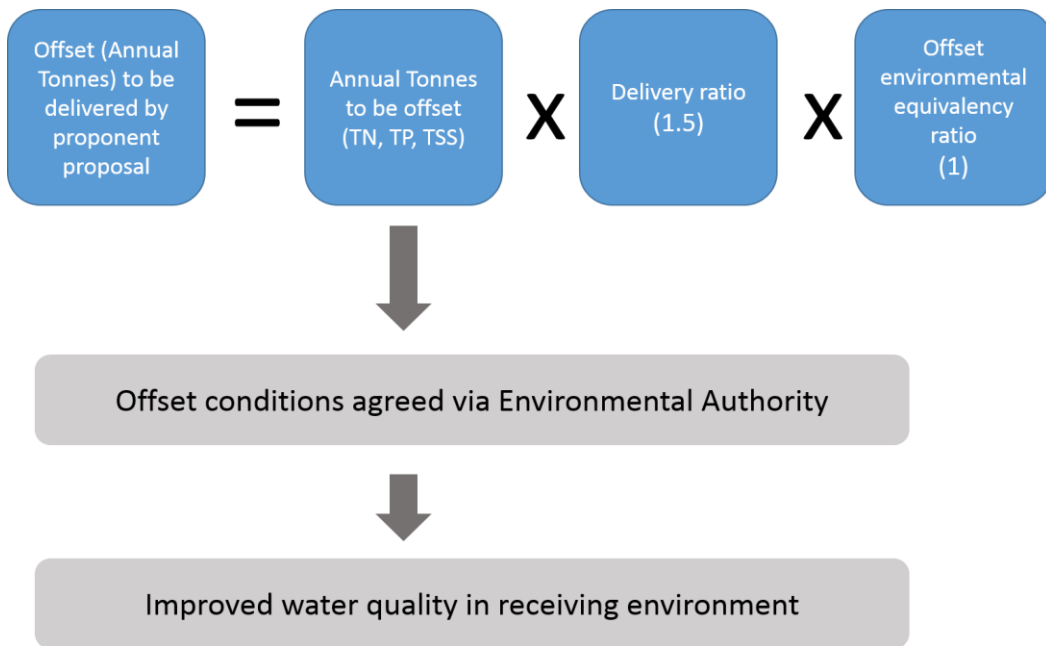 Offset (Annual
Tonnes) to be
delivered by
proponent
proposal
=
Annual Tonnes
to be offset
(TN, TP, TSS)
X
Delivery ratio
(1.5)
X
Offset
environmental
equivalency
ratio
(1)
Offset conditions agreed via Environmental Authority
Improved water quality in receiving environment